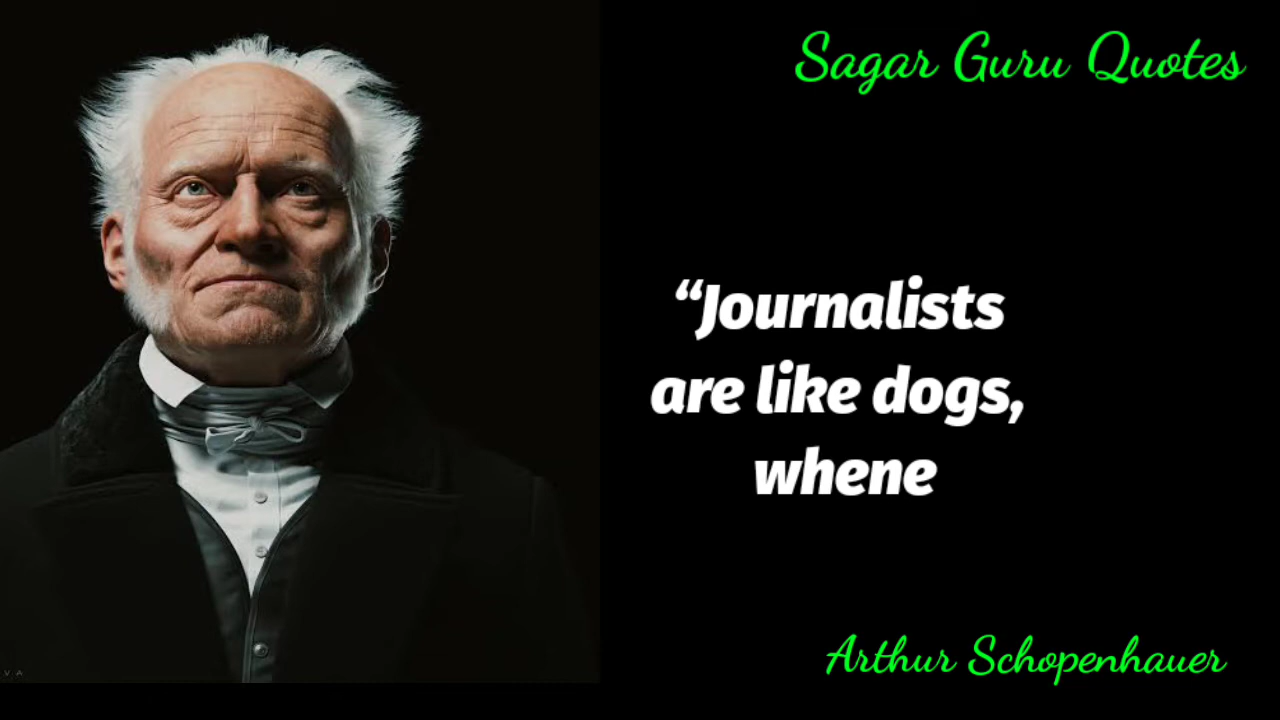 Sagar Guru Quotes
“Journalists
are like dogs,
whene
Arthur Schopenhauer
V A